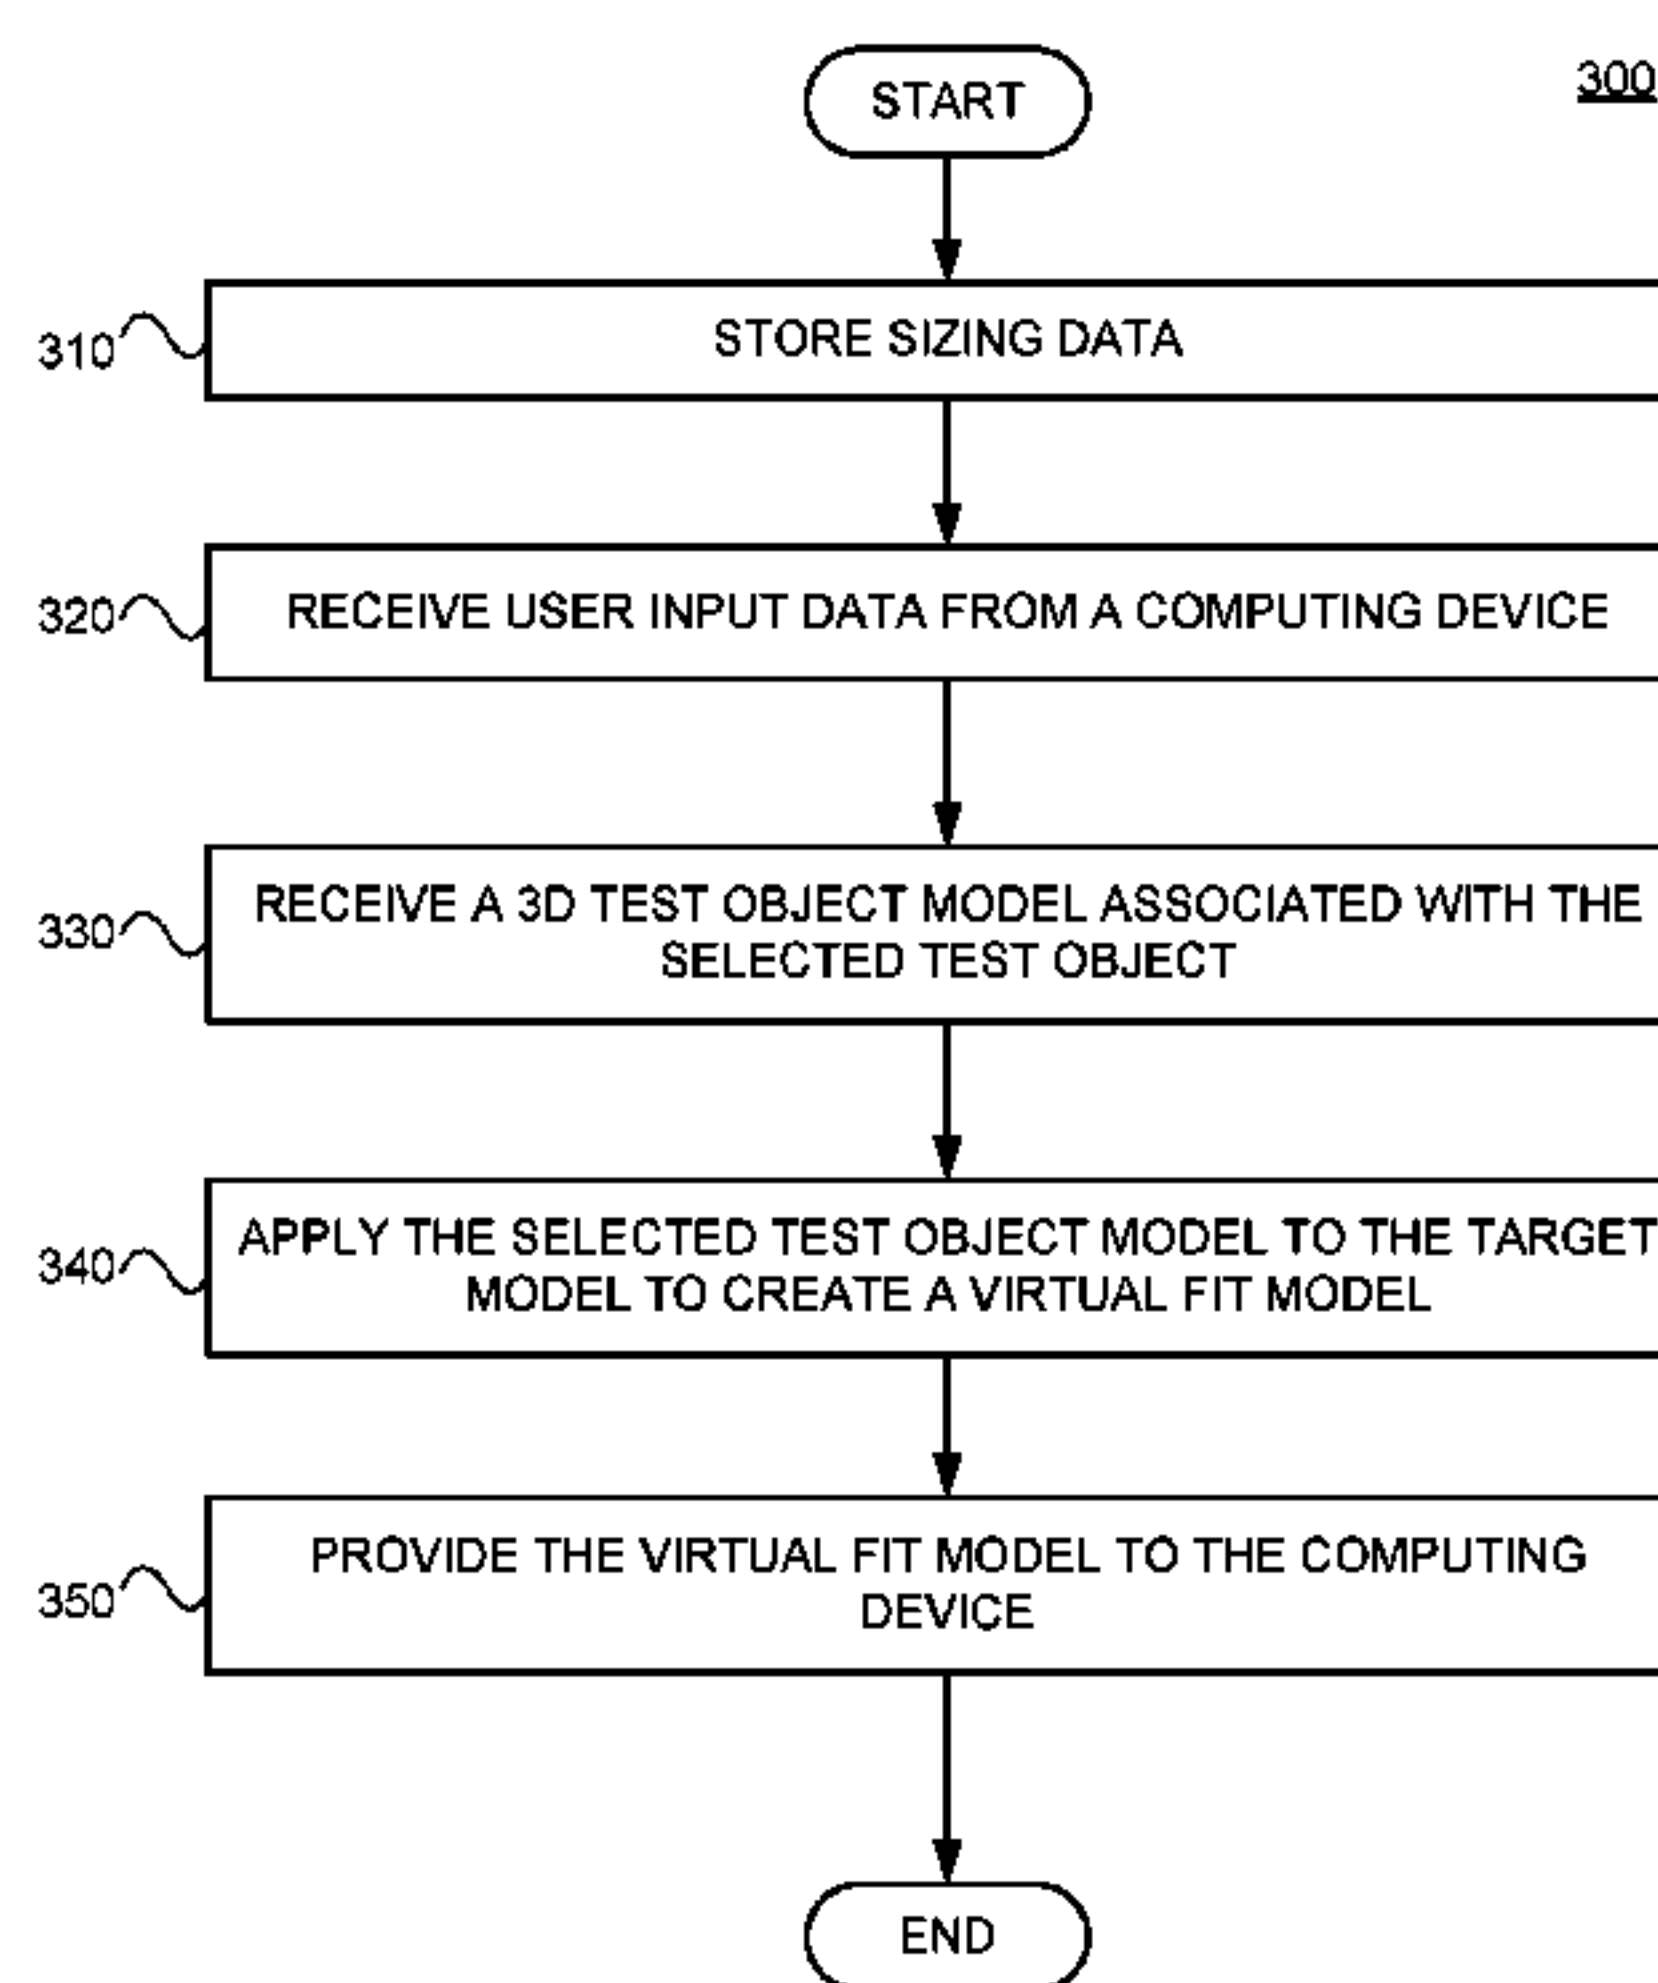 START
300
310
STORE SIZING DATA
320
RECEIVE USER INPUT DATA FROM A COMPUTING DEVICE
330
RECEIVE A 3D TEST OBJECT MODEL ASSOCIATED WITH THE
SELECTED TEST OBJECT
340
APPLY THE SELECTED TEST OBJECT MODEL TO THE TARGET
MODEL TO CREATE A VIRTUAL FIT MODEL
350
PROVIDE THE VIRTUAL FIT MODEL TO THE COMPUTING
DEVICE
END